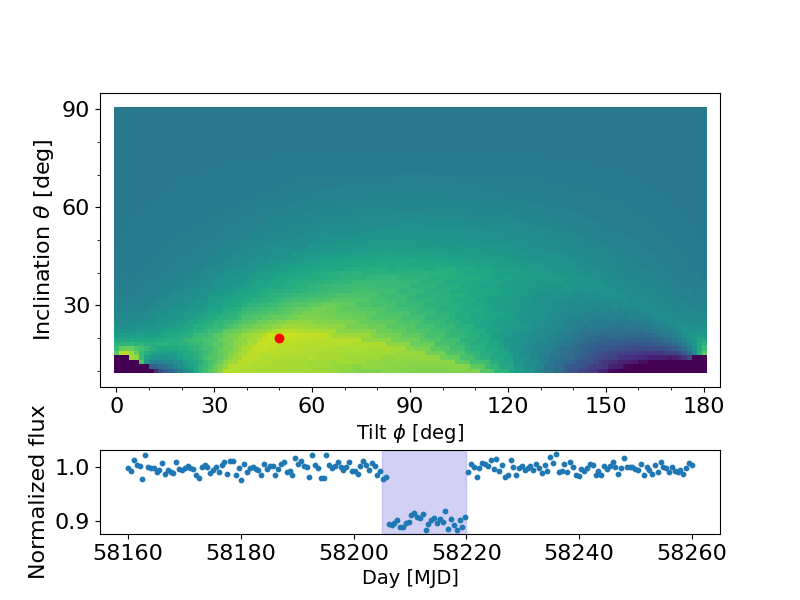 90
60
30
Inclination θ [deg]
0 30 60 90 120 150 180
Tilt ϕ [deg]
1.0
0.9
Normalized flux
58160 58180 58200 58220 58240 58260
Day [MJD]